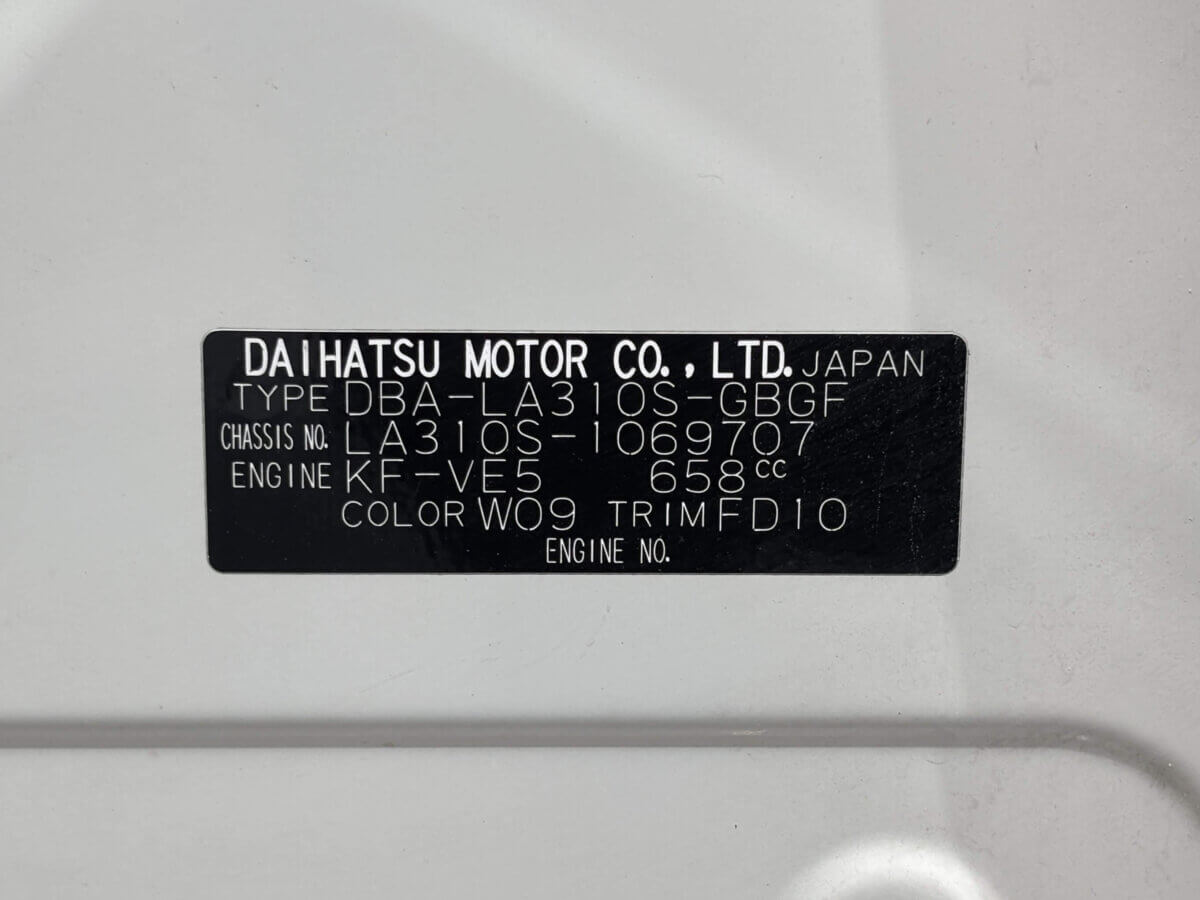 DAIHATSU MOTOR CO., LTD. JAPAN
TYPE DBA-LA310S-GBGF
CHASSIS NO. LA310S-1069707
ENGINE KF-VE5 658cc
COLOR W09 TRIM FD10
ENGINE NO.